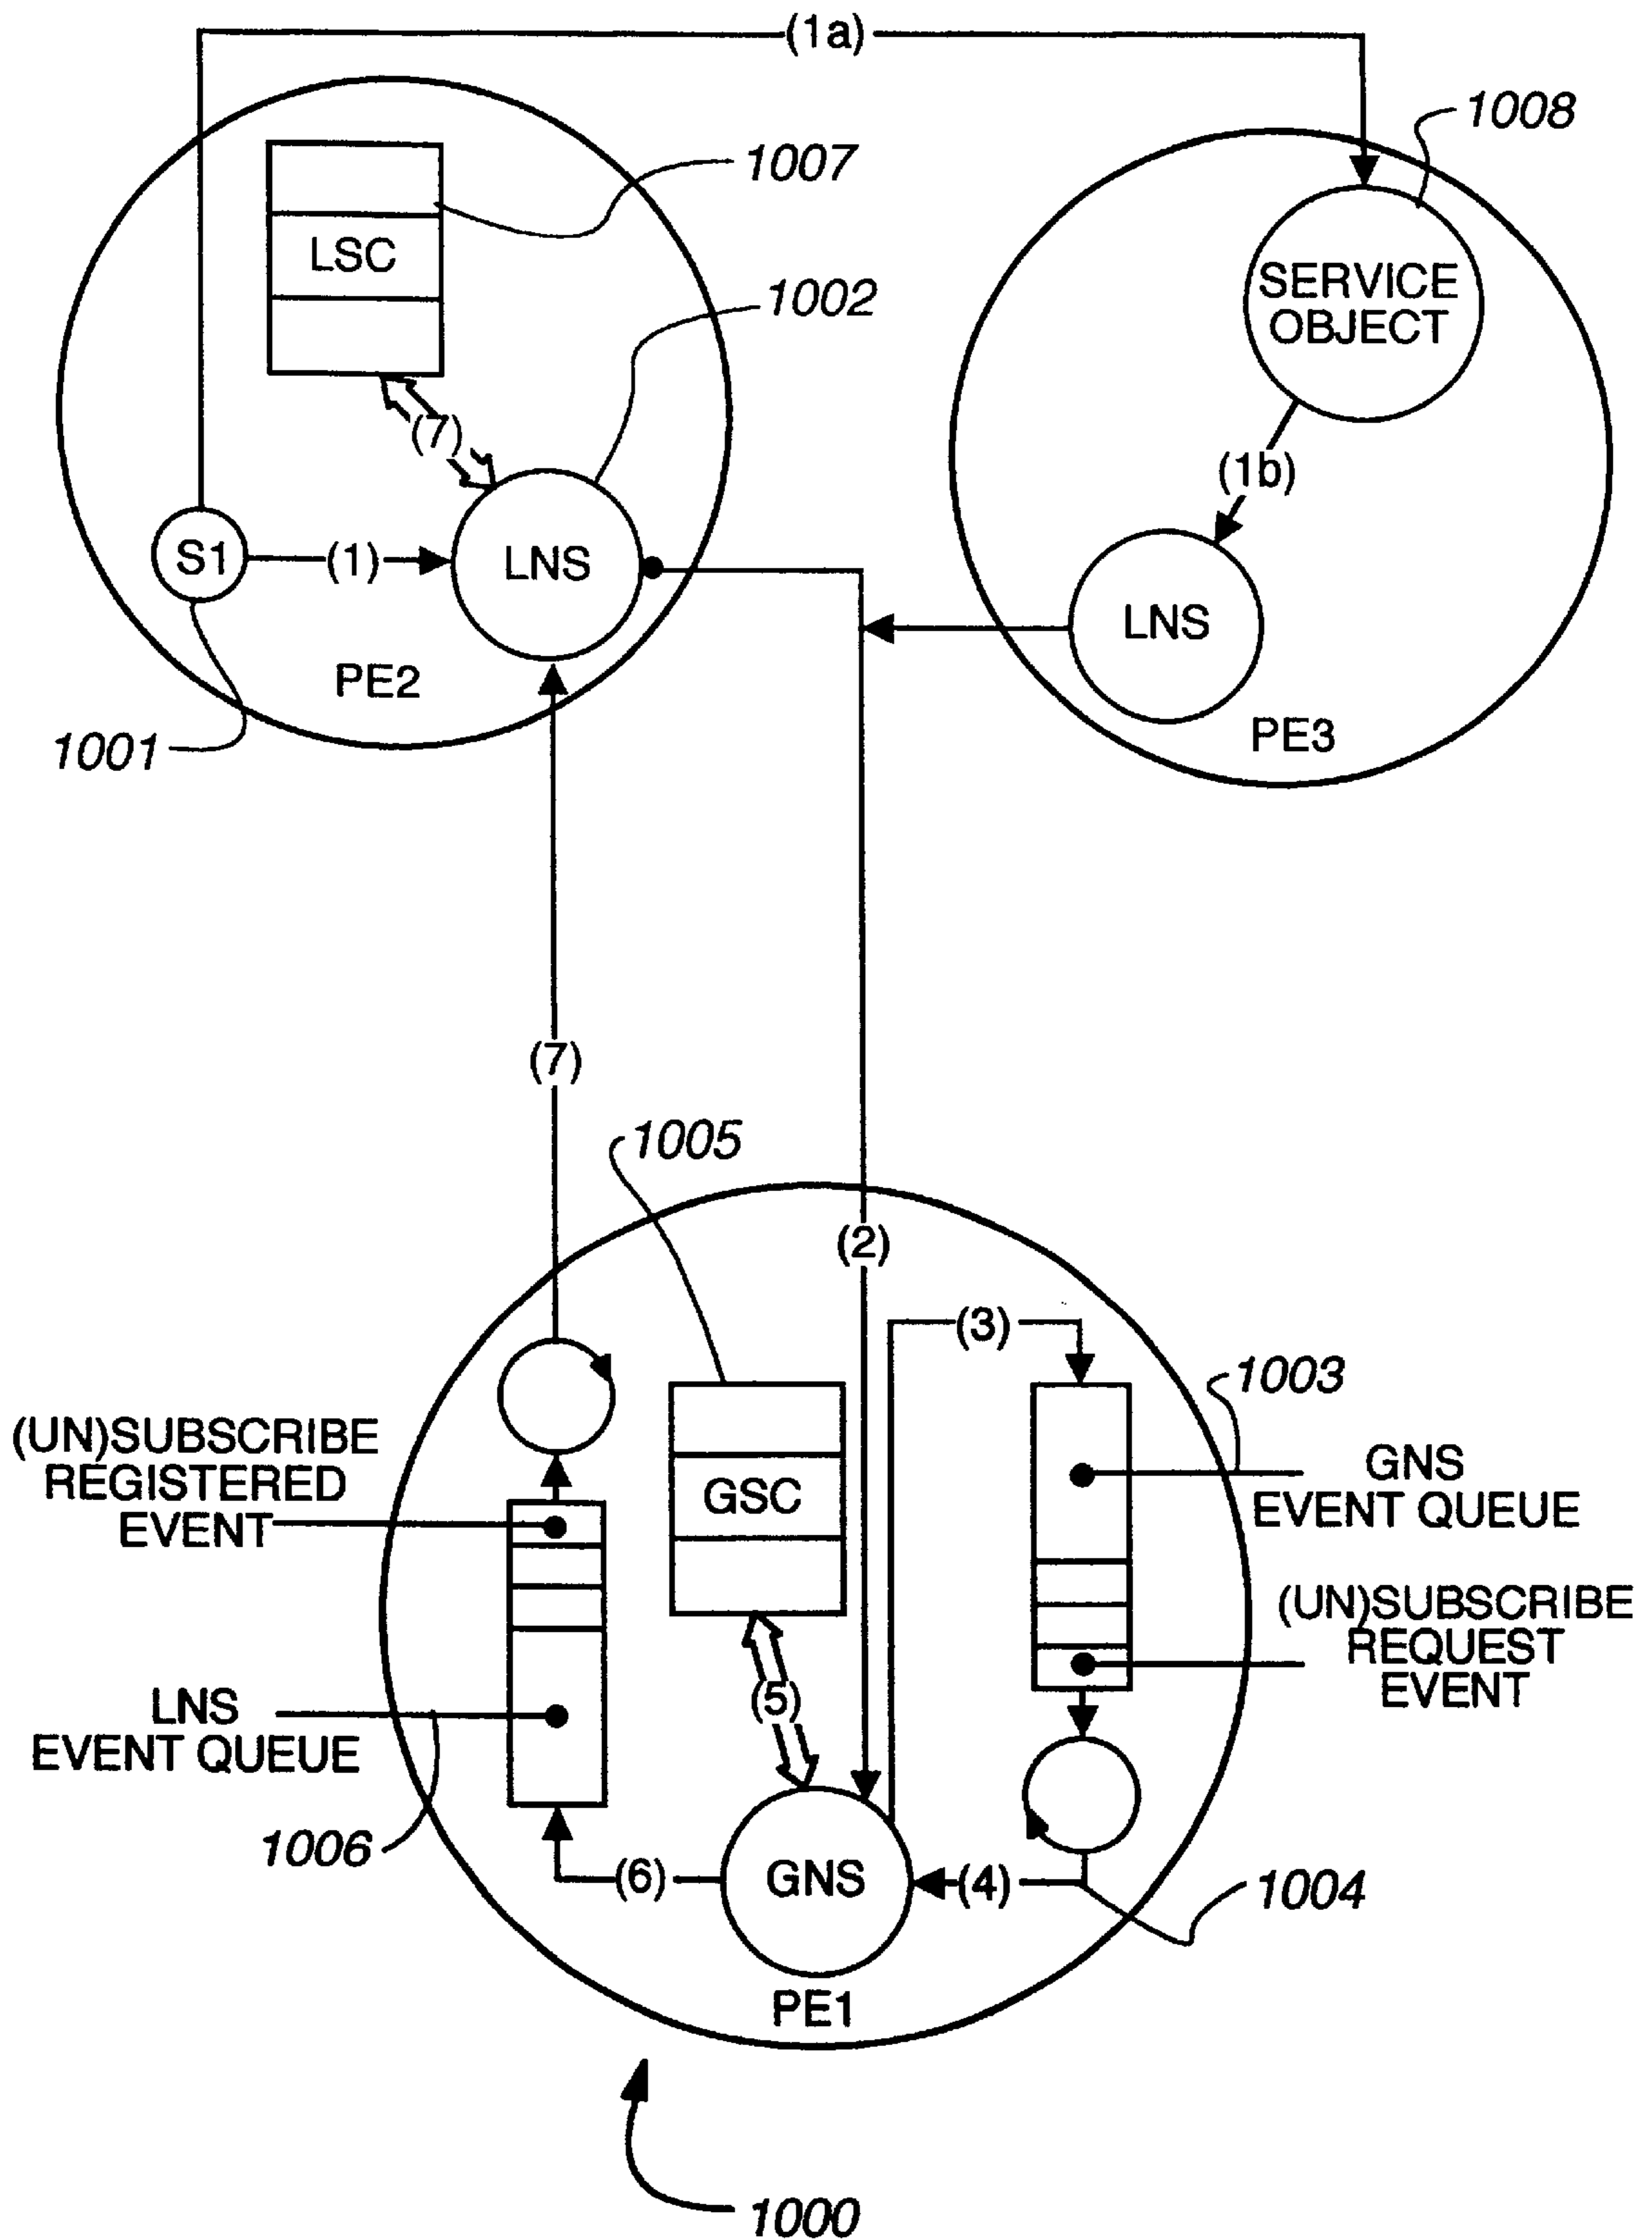 (1a)
1008
1007
LSC
1002
SERVICE
OBJECT
(7)
(1b)
S1
(1)
LNS
LNS
PE2
PE3
1001
(7)
1005
(2)
(3)
1003
(UN)SUBSCRIBE
REGISTERED
EVENT
GSC
GNS
EVENT QUEUE
(UN)SUBSCRIBE
REQUEST
EVENT
(5)
LNS
EVENT QUEUE
1006
(6)
GNS
(4)
1004
PE1
1000